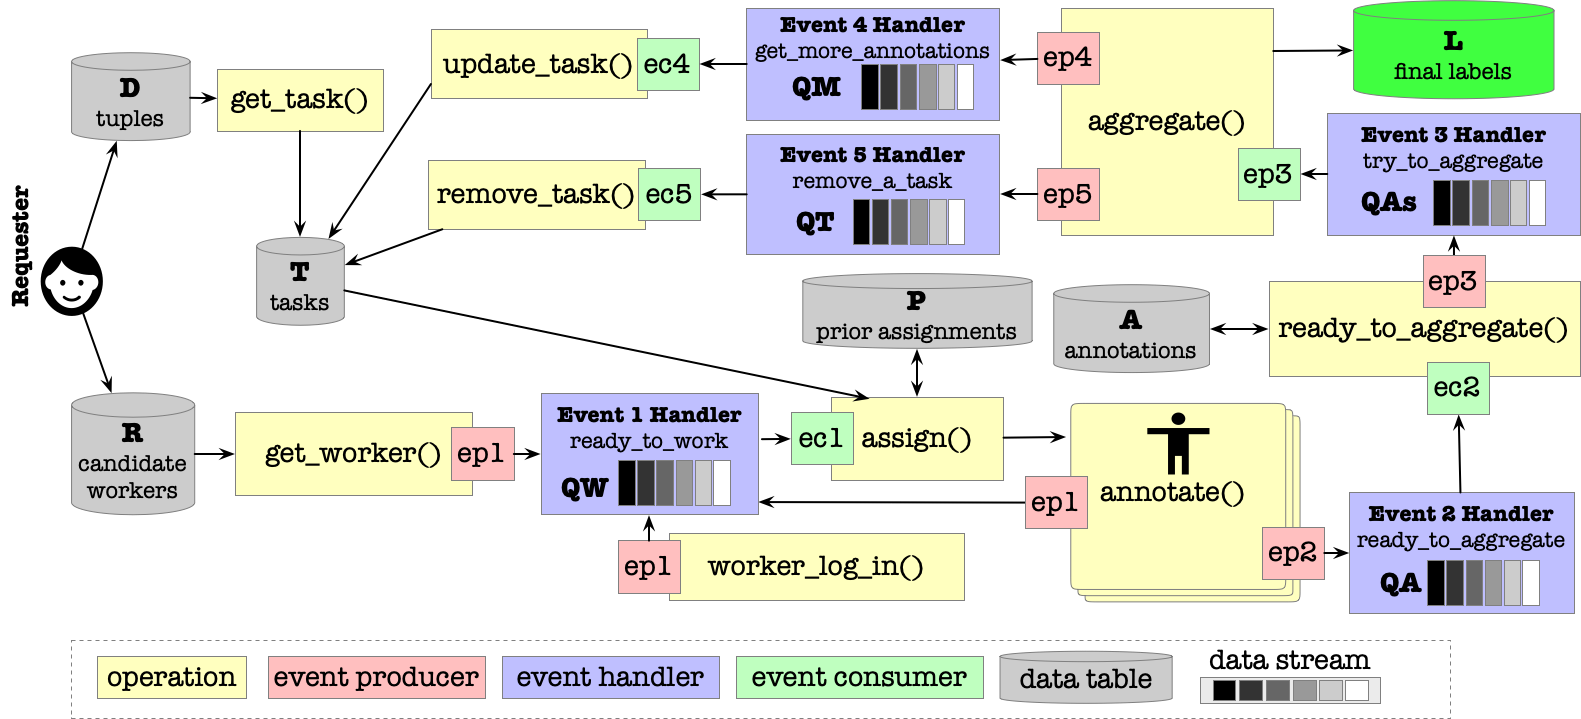 Requester
D
tuples
get_task()
update_task()
ec4
Event 4 Handler
get_more_annotations
QM
ep4
aggregate()
L
final labels
remove_task()
ec5
Event 5 Handler
remove_a_task
QT
ep5
ep3
Event 3 Handler
try_to_aggregate
QAs
T
tasks
P
prior assignments
A
annotations
ep3
ready_to_aggregate()
ec2
R
candidate
workers
get_worker()
ep1
Event 1 Handler
ready_to_work
QW
ec1
assign()
annotate()
ep1
ep2
Event 2 Handler
ready_to_aggregate
QA
ep1
worker_log_in()
operation
event producer
event handler
event consumer
data table
data stream